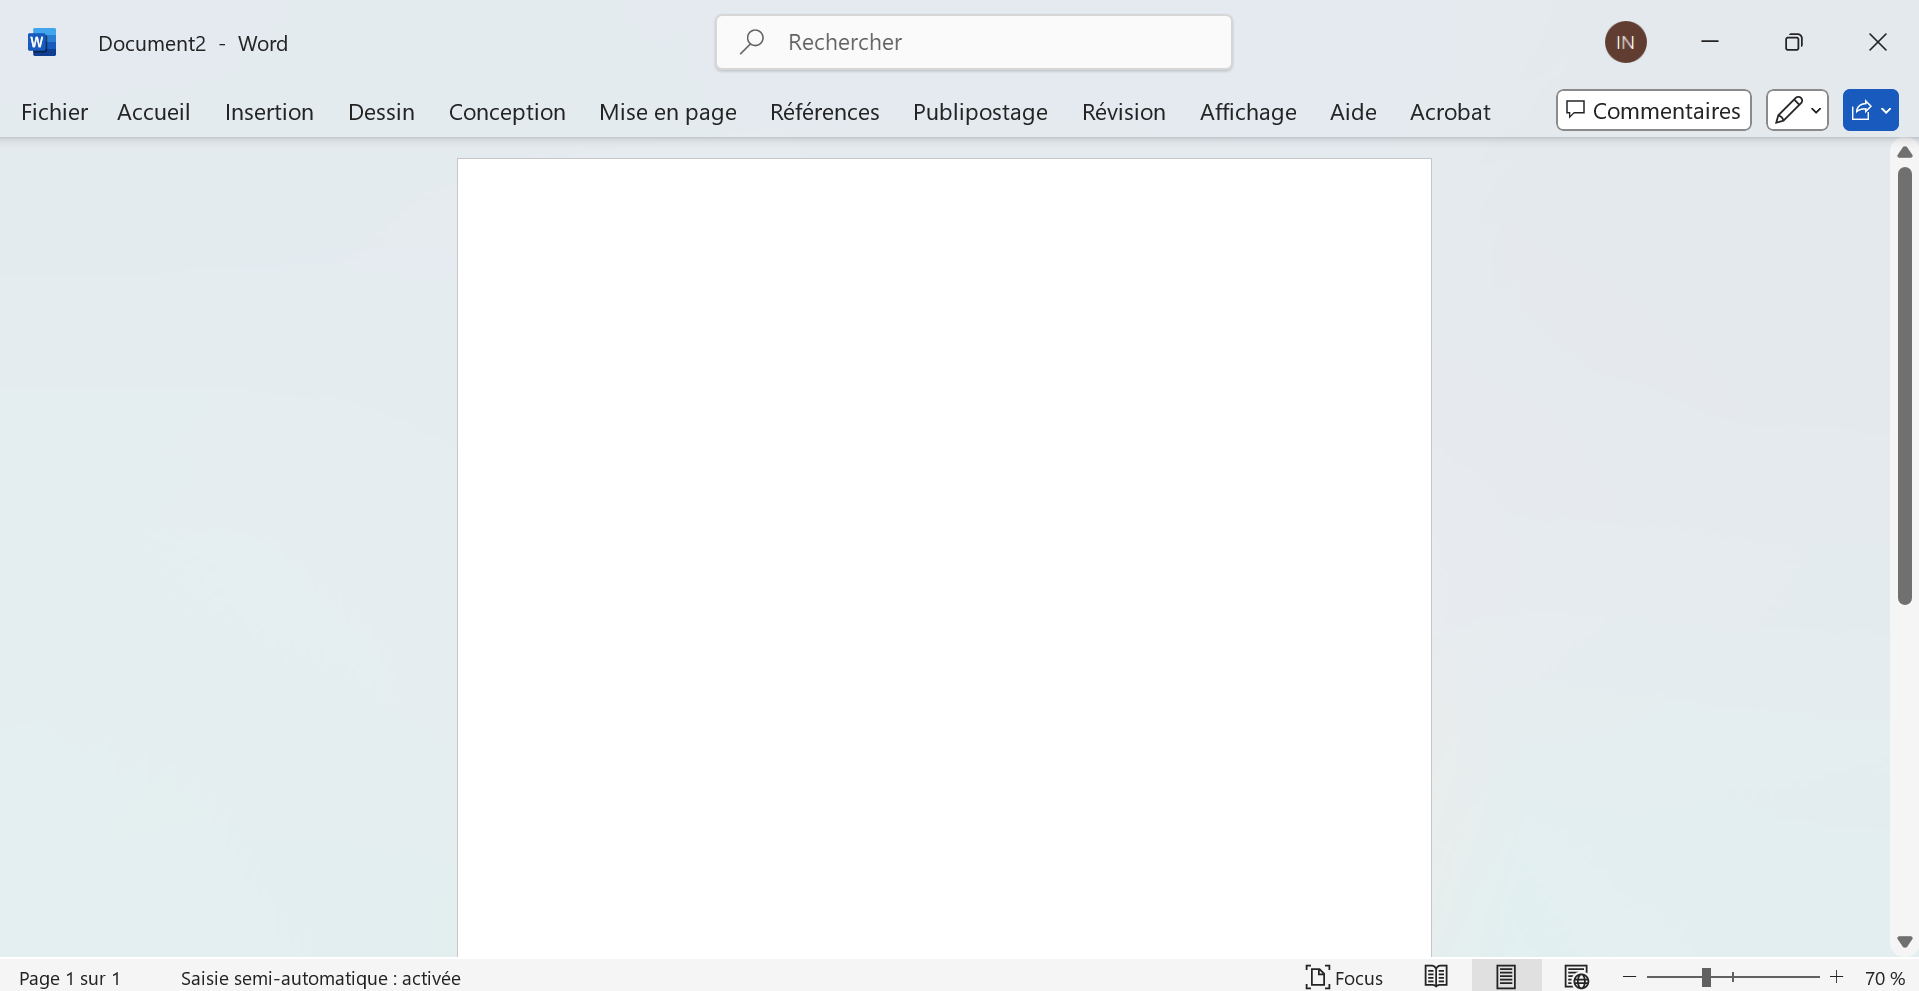 W Document2 - Word
Rechercher
IN
Fichier Accueil Insertion Dessin Conception Mise en page Références Publipostage Révision Affichage Aide Acrobat Commentaires
Page 1 sur 1 Saisie semi-automatique : activée Focus 70 %